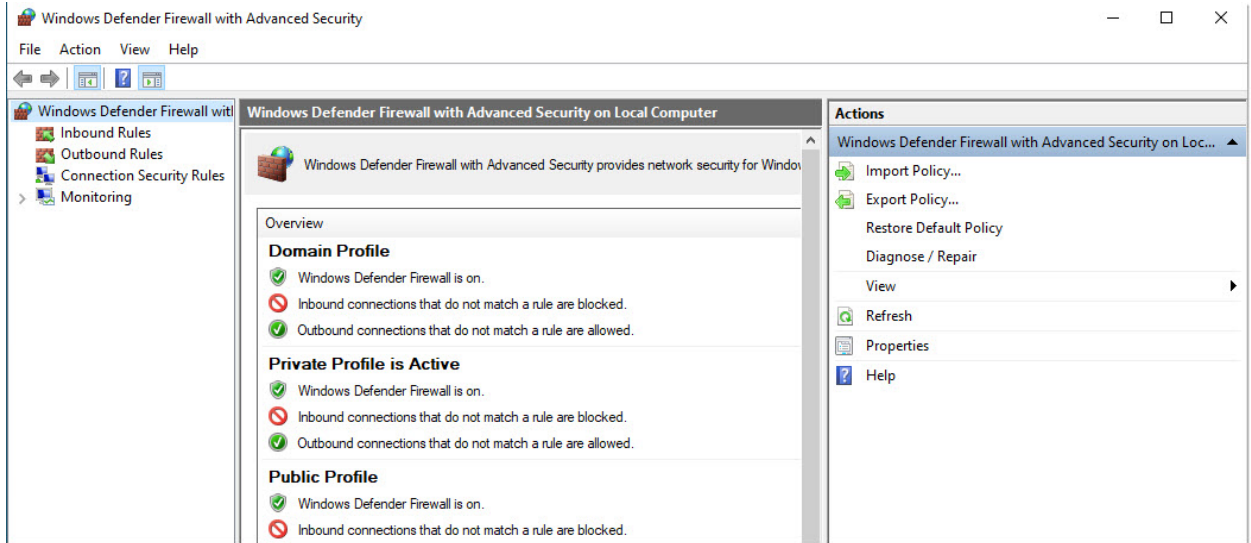 Windows Defender Firewall with Advanced Security
File Action View Help
Windows Defender Firewall with
Inbound Rules
Outbound Rules
Connection Security Rules
Monitoring
Windows Defender Firewall with Advanced Security on Local Computer
Windows Defender Firewall with Advanced Security provides network security for Window
Overview
Domain Profile
Windows Defender Firewall is on.
Inbound connections that do not match a rule are blocked.
Outbound connections that do not match a rule are allowed.
Private Profile is Active
Windows Defender Firewall is on.
Inbound connections that do not match a rule are blocked.
Outbound connections that do not match a rule are allowed.
Public Profile
Windows Defender Firewall is on.
Inbound connections that do not match a rule are blocked.
Actions
Windows Defender Firewall with Advanced Security on Loc...
Import Policy...
Export Policy...
Restore Default Policy
Diagnose / Repair
View
Refresh
Properties
Help